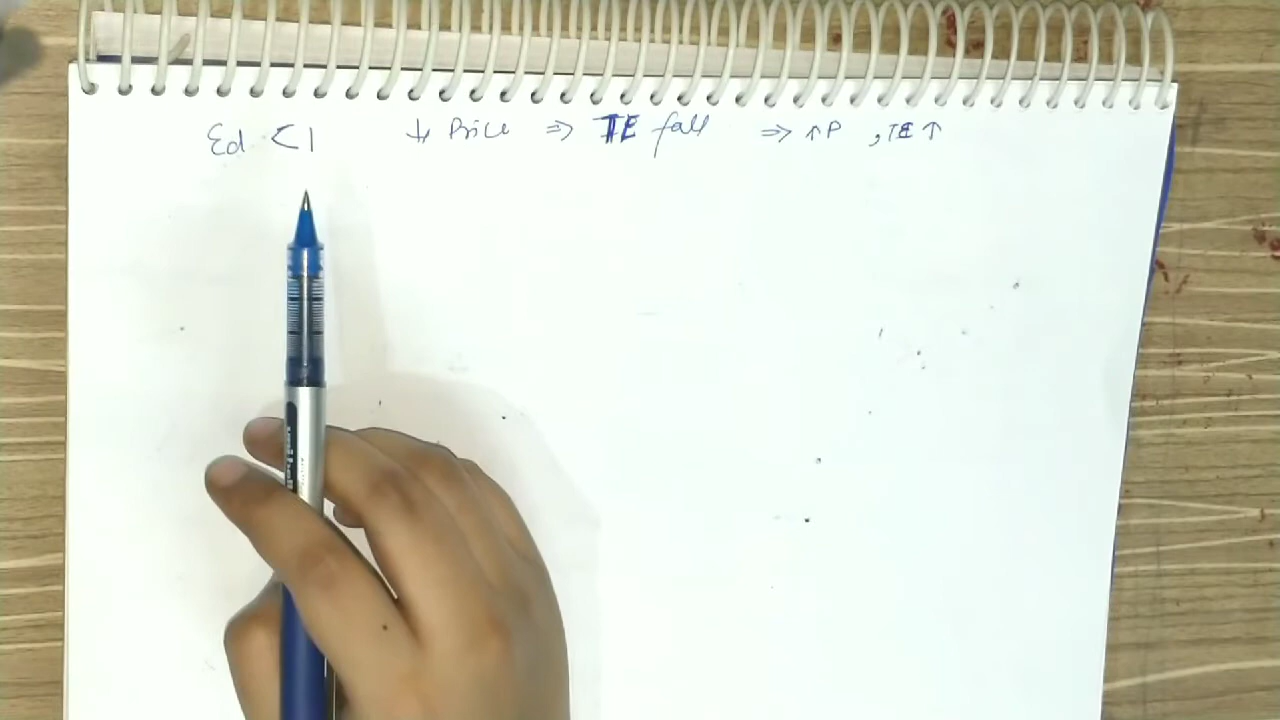 Ed < 1 ↓ Price ⇒ TE fall ⇒ ↑P , TE ↑